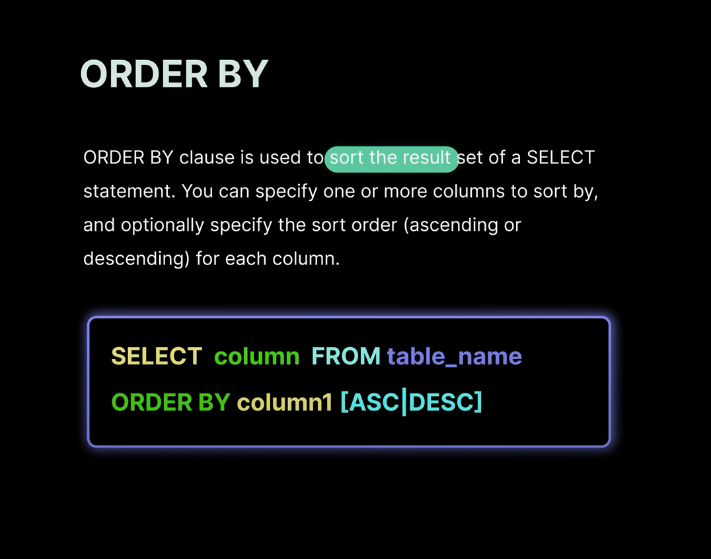 ORDER BY
ORDER BY clause is used to sort the result set of a SELECT
statement. You can specify one or more columns to sort by,
and optionally specify the sort order (ascending or
descending) for each column.
SELECT column FROM table_name
ORDER BY column1 [ASC|DESC]